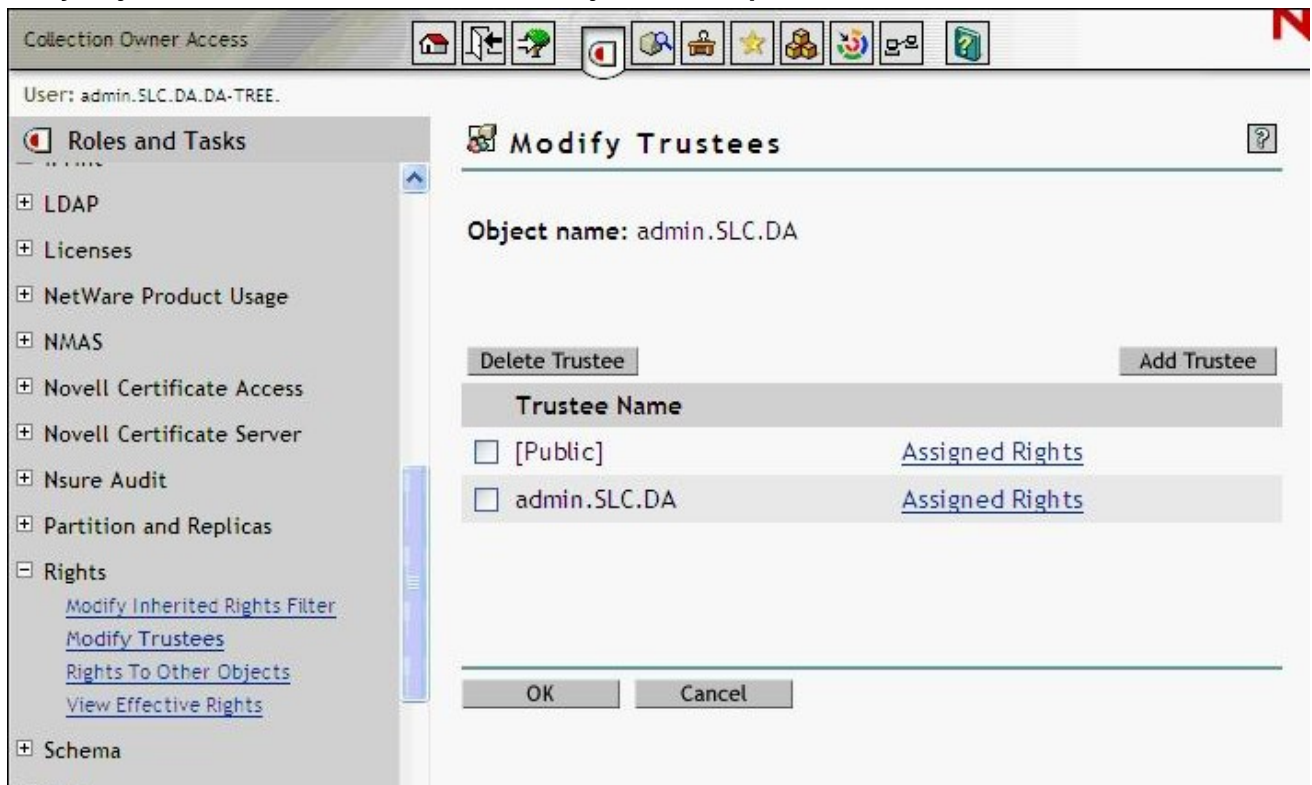 Collection Owner Access
N
User: admin.SLC.DA.DA-TREE.
Roles and Tasks
LDAP
Licenses
NetWare Product Usage
NMAS
Novell Certificate Access
Novell Certificate Server
Nsure Audit
Partition and Replicas
Rights
Modify Inherited Rights Filter
Modify Trustees
Rights To Other Objects
View Effective Rights
Schema
Modify Trustees
?
Object name: admin.SLC.DA
Delete Trustee Add Trustee
Trustee Name
[Public] Assigned Rights
admin.SLC.DA Assigned Rights
OK Cancel